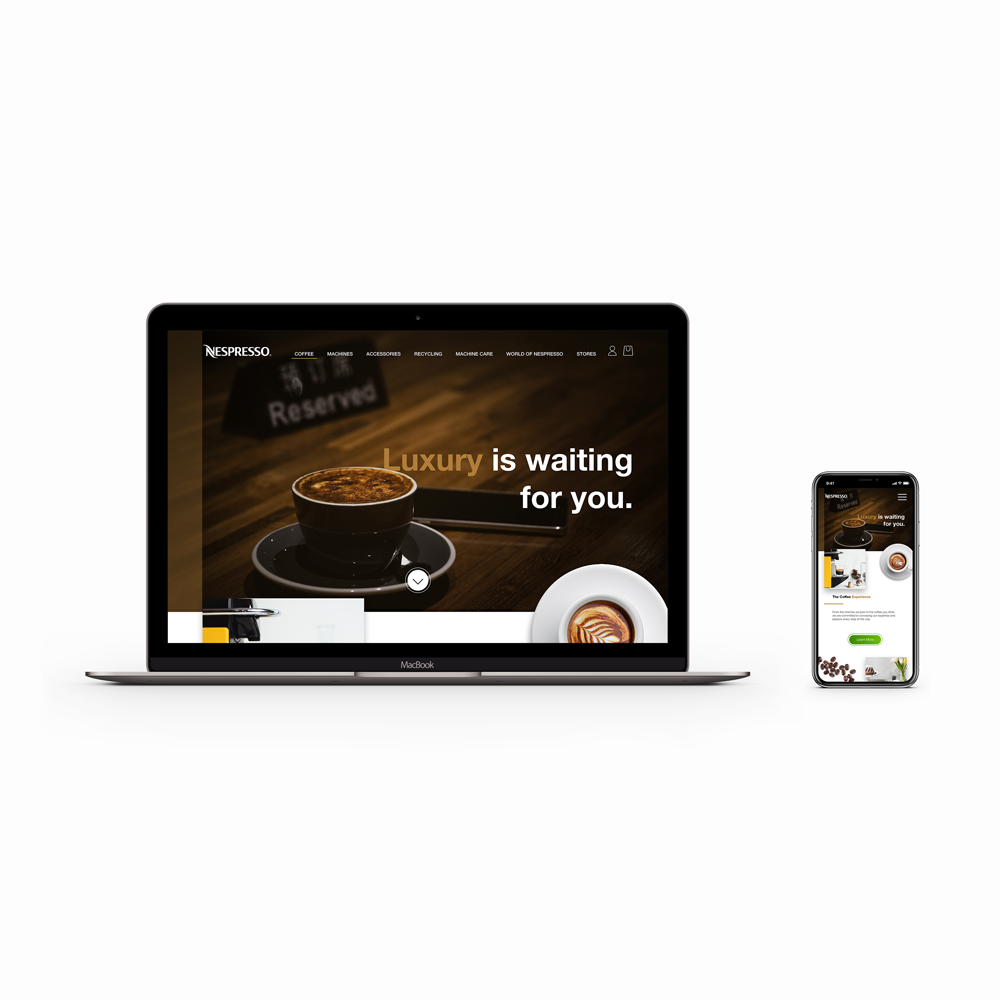 NESPRESSO
COFFEE MACHINES ACCESSORIES RECYCLING MACHINE CARE WORLD OF NESPRESSO STORES
Reserved
Luxury is waiting
for you.
MacBook
9:41
NESPRESSO
Reserved
Luxury is waiting
for you.
The Coffee Experience
Learn More